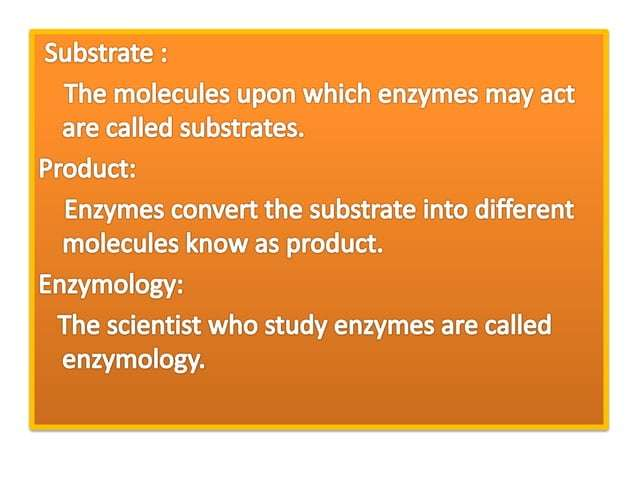 Substrate :
The molecules upon which enzymes may act
are called substrates.
Product:
Enzymes convert the substrate into different
molecules know as product.
Enzymology:
The scientist who study enzymes are called
enzymology.